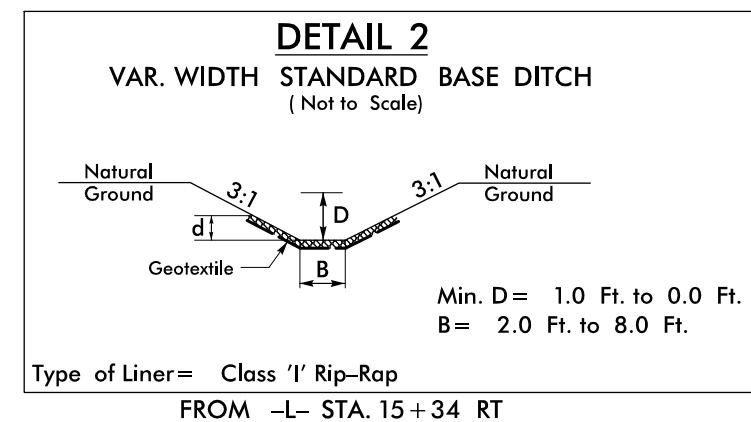 DETAIL 2
VAR. WIDTH STANDARD BASE DITCH
( Not to Scale)
Natural
Ground
3:1
D
3:1
Natural
Ground
d
Geotextile
B
Min. D= 1.0 Ft. to 0.0 Ft.
B= 2.0 Ft. to 8.0 Ft.
Type of Liner= Class 'I' Rip-Rap
FROM -L- STA. 15+34 RT